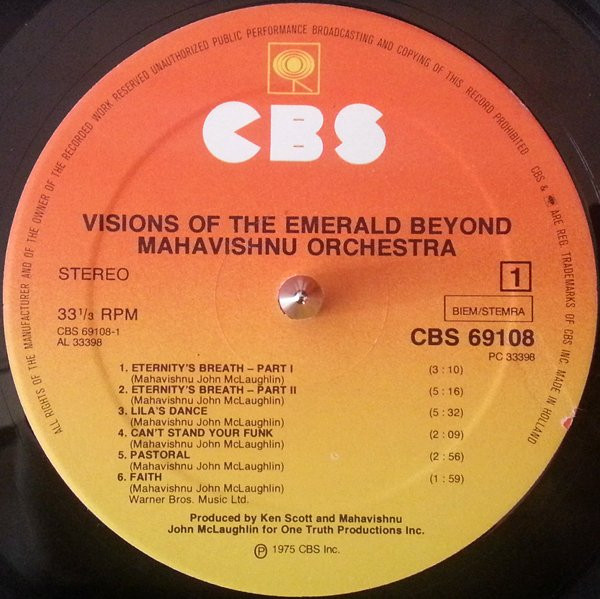 ALL RIGHTS OF THE MANUFACTURER AND OF THE OWNER OF THE RECORDED WORK RESERVED UNAUTHORIZED PUBLIC PERFORMANCE BROADCASTING AND COPYING OF THIS RECORD PROHIBITED
CBS & ARE REG. TRADEMARKS OF CBS INC. MADE IN HOLLAND
CBS
VISIONS OF THE EMERALD BEYOND
MAHAVISHNU ORCHESTRA
STEREO
1
33 1/3 RPM
BIEM/STEMRA
CBS 69108-1
CBS 69108
AL 33398
PC 33398
1. ETERNITY'S BREATH – PART I (3 : 10)
(Mahavishnu John McLaughlin)
2. ETERNITY'S BREATH – PART II (5 : 16)
(Mahavishnu John McLaughlin)
3. LILA'S DANCE (5 : 32)
(Mahavishnu John McLaughlin)
4. CAN'T STAND YOUR FUNK (2 : 09)
(Mahavishnu John McLaughlin)
5. PASTORAL (2 : 56)
(Mahavishnu John McLaughlin)
6. FAITH (1 : 59)
(Mahavishnu John McLaughlin)
Warner Bros. Music Ltd.
Produced by Ken Scott and Mahavishnu
John McLaughlin for One Truth Productions Inc.
Ⓟ 1975 CBS Inc.